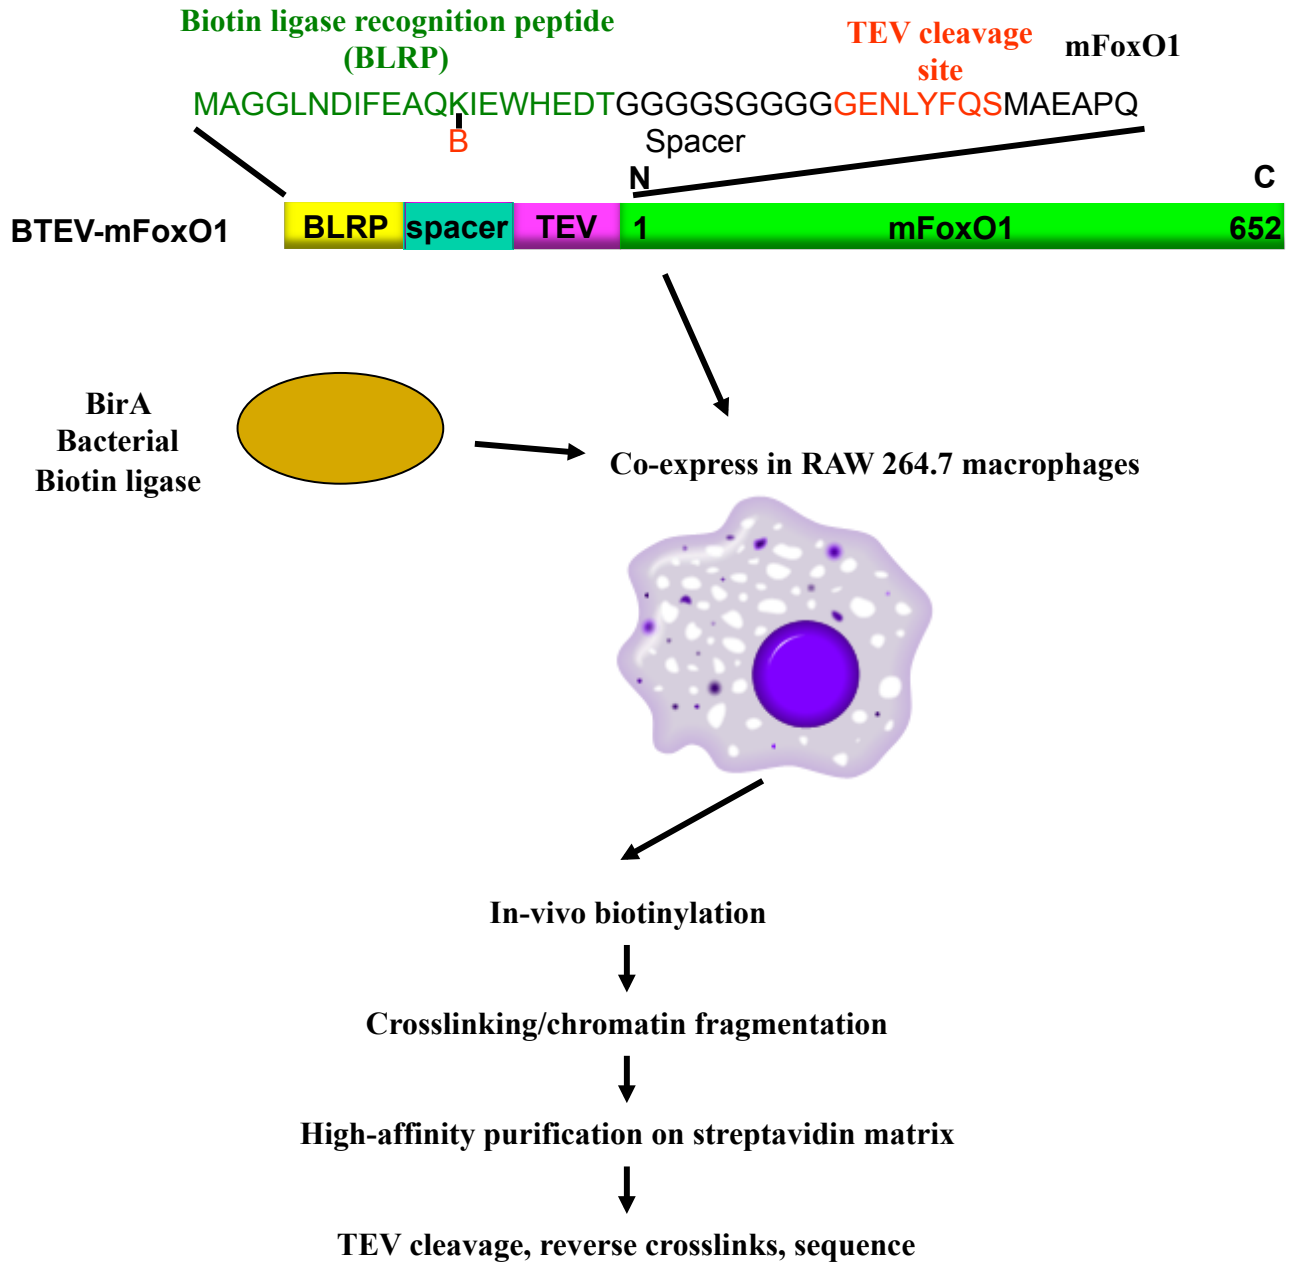 Biotin ligase recognition peptide
(BLRP)
TEV cleavage
site
mFoxO1
MAGGLNDIFEAQKIEWHEDTGGGGSGGGGGENLYFQSMAEAPQ
B
Spacer
N
C
BTEV-mFoxO1
BLRP
spacer
TEV
1
mFoxO1
652
BirA
Bacterial
Biotin ligase
Co-express in RAW 264.7 macrophages
In-vivo biotinylation
Crosslinking/chromatin fragmentation
High-affinity purification on streptavidin matrix
TEV cleavage, reverse crosslinks, sequence